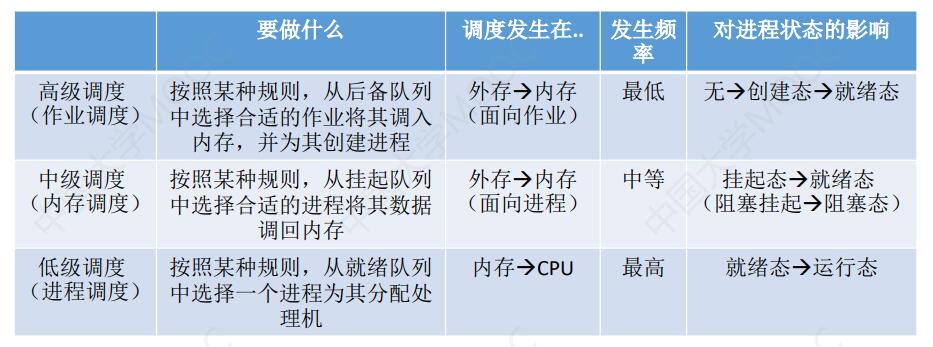 要做什么 调度发生在.. 发生频率 对进程状态的影响
高级调度
（作业调度）
按照某种规则，从后备队列
中选择合适的作业将其调入
内存，并为其创建进程
外存→内存
（面向作业）
最低
无→创建态→就绪态
中级调度
（内存调度）
按照某种规则，从挂起队列
中选择合适的进程将其数据
调回内存
外存→内存
（面向进程）
中等
挂起态→就绪态
（阻塞挂起→阻塞态）
低级调度
（进程调度）
按照某种规则，从就绪队列
中选择一个进程为其分配处
理机
内存→CPU
最高
就绪态→运行态
中国大学MOOC